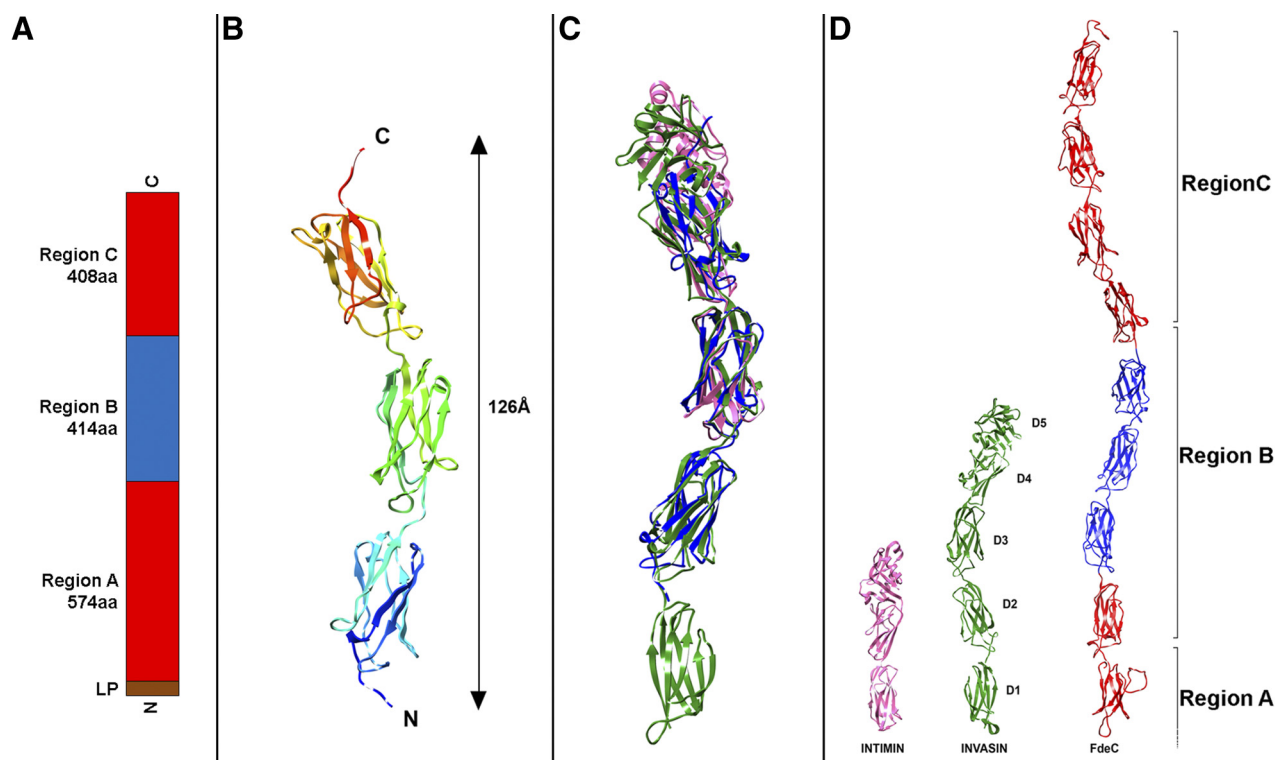 A
B
C
D
C
Region C
408aa
Region B
414aa
Region A
574aa
LP
N
C
126Å
N
D5
D4
D3
D2
D1
INTIMIN
INVASIN
FdeC
RegionC
Region B
Region A